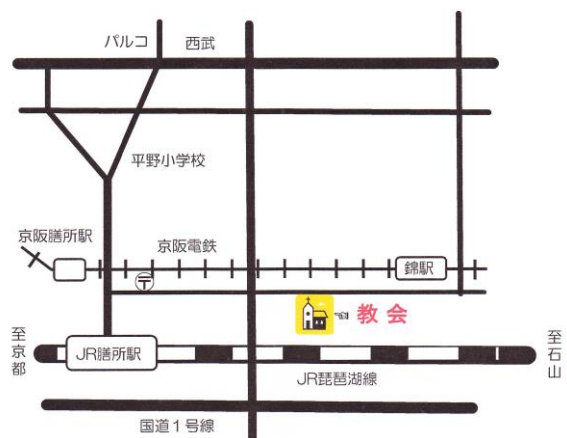 パルコ
西武
平野小学校
京阪膳所駅
京阪電鉄
錦駅
〒
教会
至京都
JR膳所駅
至石山
JR琵琶湖線
国道1号線